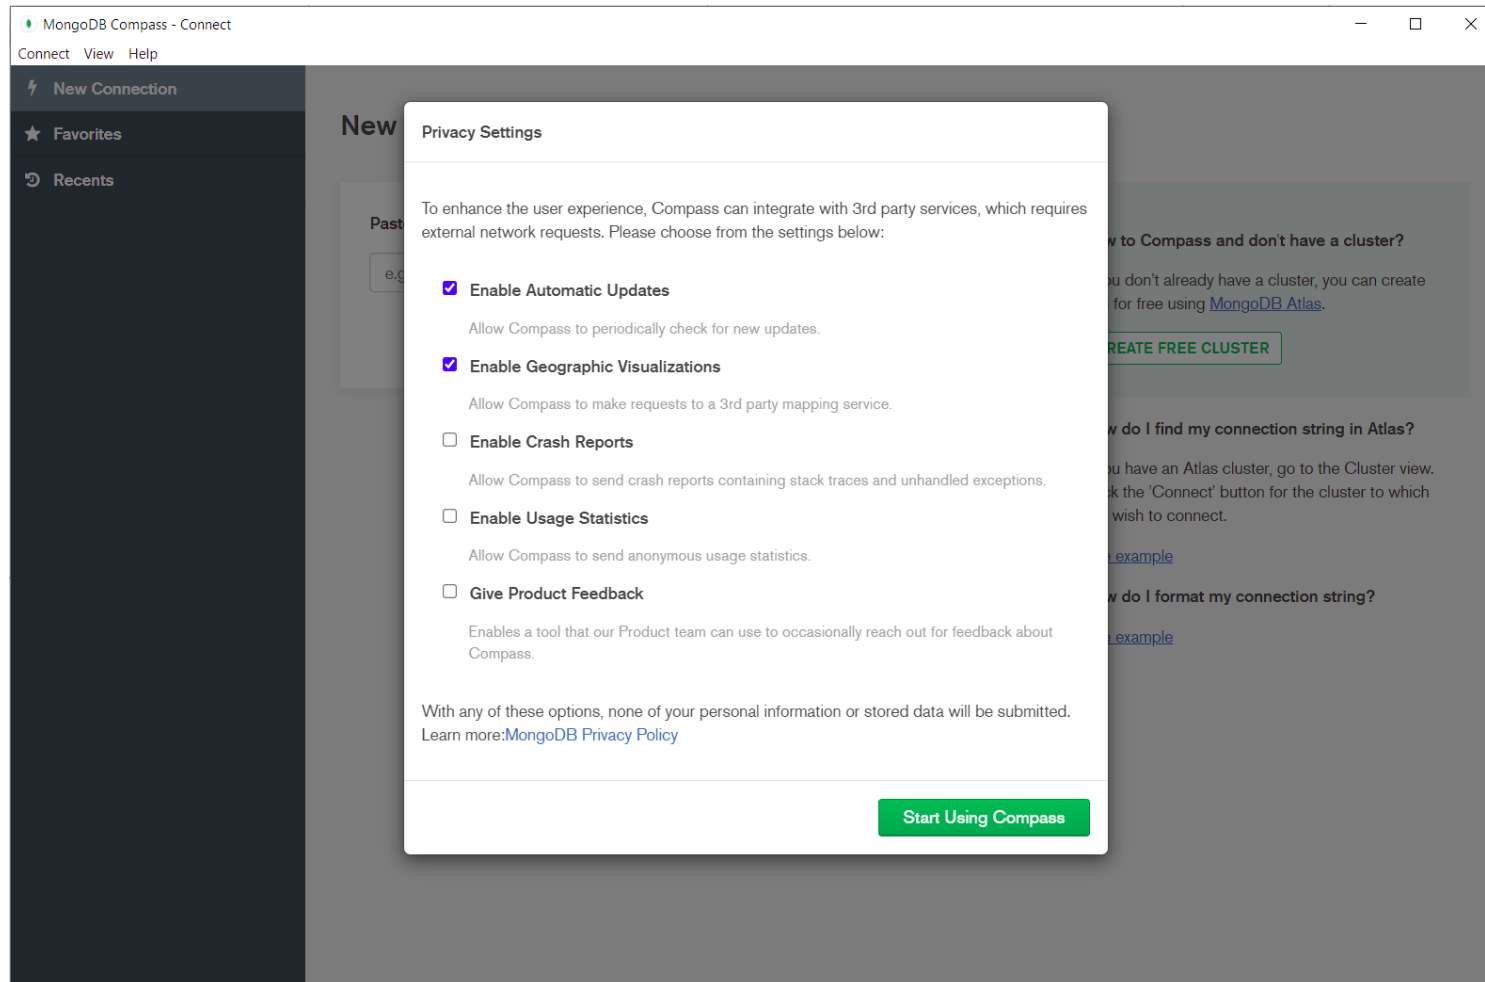 MongoDB Compass - Connect
Connect View Help
New Connection
Favorites
Recents
New
Privacy Settings
To enhance the user experience, Compass can integrate with 3rd party services, which requires
external network requests. Please choose from the settings below:
Enable Automatic Updates
Allow Compass to periodically check for new updates.
Enable Geographic Visualizations
Allow Compass to make requests to a 3rd party mapping service.
Enable Crash Reports
Allow Compass to send crash reports containing stack traces and unhandled exceptions.
Enable Usage Statistics
Allow Compass to send anonymous usage statistics.
Give Product Feedback
Enables a tool that our Product team can use to occasionally reach out for feedback about
Compass.
With any of these options, none of your personal information or stored data will be submitted.
Learn more:MongoDB Privacy Policy
Start Using Compass
to Compass and don't have a cluster?
don't already have a cluster, you can create
for free using MongoDB Atlas.
FREE CLUSTER
do I find my connection string in Atlas?
have an Atlas cluster, go to the Cluster view.
the 'Connect' button for the cluster to which
wish to connect.
example
do I format my connection string?
example